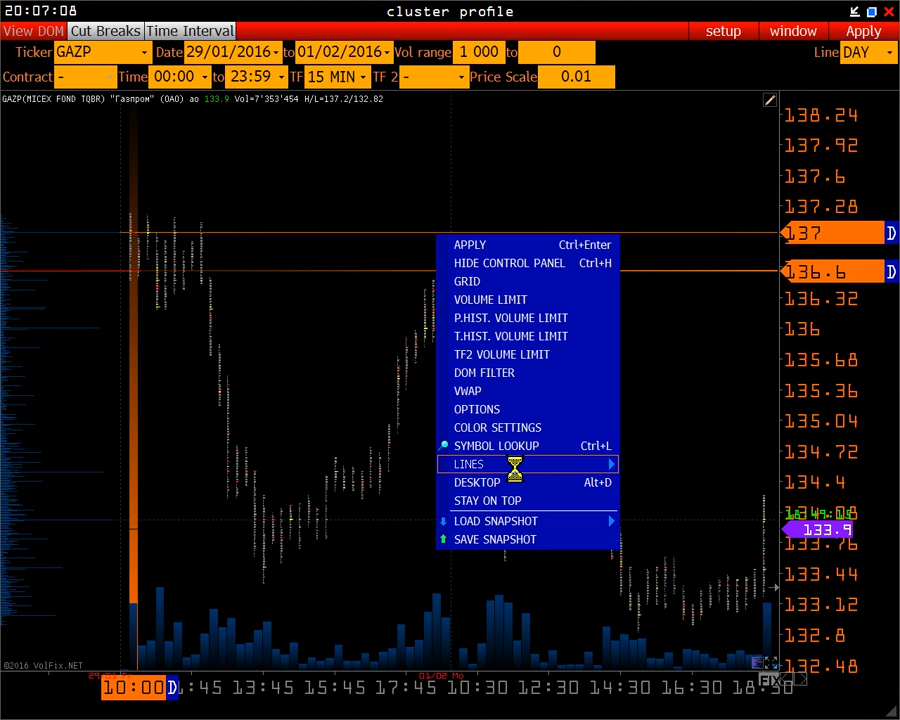 20:07:08 cluster profile
View DOM Cut Breaks Time Interval setup window Apply
Ticker GAZP Date 29/01/2016 to 01/02/2016 Vol range 1 000 to 0 Line DAY
Contract - Time 00:00 to 23:59 TF 15 MIN TF 2 - Price Scale 0.01
GAZP(MICEX FOND TQBR) "Газпром" (ОАО) ао 133.9 Vol=7'353'454 H/L=137.2/132.82
138.24
137.92
137.6
137.28
137 D
136.6 D
136.32
136
135.68
135.36
135.04
134.72
134.4
133.9
133.76
133.44
133.12
132.8
132.48
APPLY Ctrl+Enter
HIDE CONTROL PANEL Ctrl+H
GRID
VOLUME LIMIT
P.HIST. VOLUME LIMIT
T.HIST. VOLUME LIMIT
TF2 VOLUME LIMIT
DOM FILTER
VWAP
OPTIONS
COLOR SETTINGS
SYMBOL LOOKUP Ctrl+L
LINES
DESKTOP Alt+D
STAY ON TOP
LOAD SNAPSHOT
SAVE SNAPSHOT
©2016 VolFix.NET
01/02 Mo
10:00 D 13:45 15:45 17:45 10:30 12:30 14:30 16:30
FIX